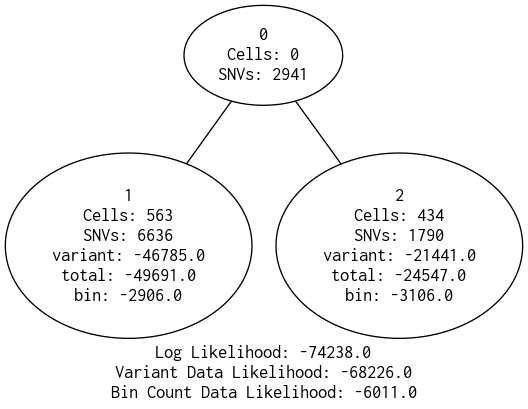 0
Cells: 0
SNVs: 2941
1
Cells: 563
SNVs: 6636
variant: -46785.0
total: -49691.0
bin: -2906.0
2
Cells: 434
SNVs: 1790
variant: -21441.0
total: -24547.0
bin: -3106.0
Log Likelihood: -74238.0
Variant Data Likelihood: -68226.0
Bin Count Data Likelihood: -6011.0